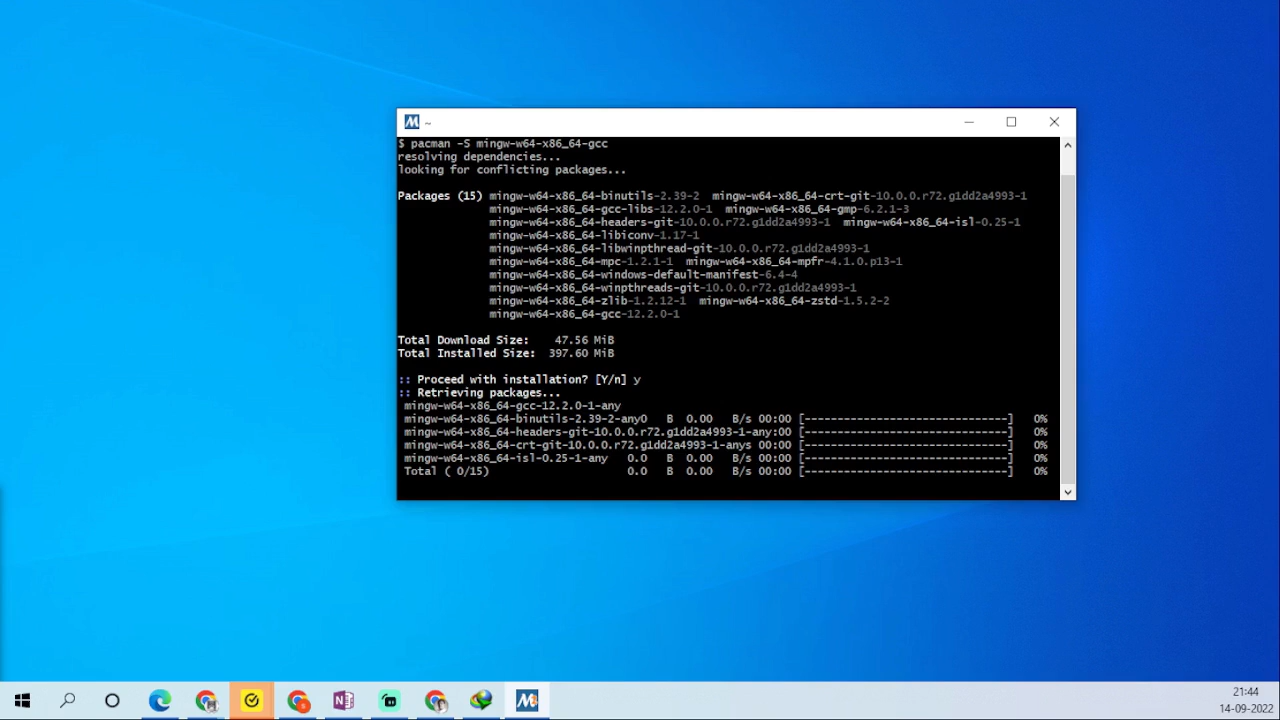 ~
$ pacman -S mingw-w64-x86_64-gcc
resolving dependencies...
looking for conflicting packages...
Packages (15) mingw-w64-x86_64-binutils-2.39-2 mingw-w64-x86_64-crt-git-10.0.0.r72.g1dd2a4993-1
mingw-w64-x86_64-gcc-libs-12.2.0-1 mingw-w64-x86_64-gmp-6.2.1-3
mingw-w64-x86_64-headers-git-10.0.0.r72.g1dd2a4993-1 mingw-w64-x86_64-isl-0.25-1
mingw-w64-x86_64-libiconv-1.17-1
mingw-w64-x86_64-libwinpthread-git-10.0.0.r72.g1dd2a4993-1
mingw-w64-x86_64-mpc-1.2.1-1 mingw-w64-x86_64-mpfr-4.1.0.p13-1
mingw-w64-x86_64-windows-default-manifest-6.4-4
mingw-w64-x86_64-winpthreads-git-10.0.0.r72.g1dd2a4993-1
mingw-w64-x86_64-zlib-1.2.12-1 mingw-w64-x86_64-zstd-1.5.2-2
mingw-w64-x86_64-gcc-12.2.0-1
Total Download Size: 47.56 MiB
Total Installed Size: 397.60 MiB
:: Proceed with installation? [Y/n] y
:: Retrieving packages...
mingw-w64-x86_64-gcc-12.2.0-1-any
mingw-w64-x86_64-binutils-2.39-2-any0 B 0.00 B/s 00:00 [-------------------------------] 0%
mingw-w64-x86_64-headers-git-10.0.0.r72.g1dd2a4993-1-any:00 [-------------------------------] 0%
mingw-w64-x86_64-crt-git-10.0.0.r72.g1dd2a4993-1-anys 00:00 [-------------------------------] 0%
mingw-w64-x86_64-isl-0.25-1-any 0.0 B 0.00 B/s 00:00 [-------------------------------] 0%
Total ( 0/15) 0.0 B 0.00 B/s 00:00 [-------------------------------] 0%
21:44
14-09-2022